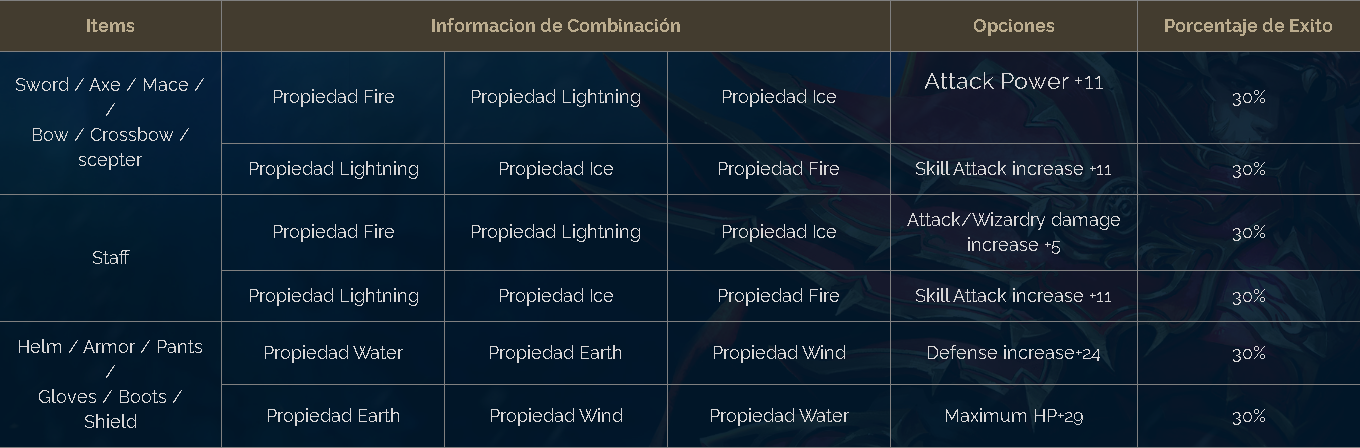 Items
Informacion de Combinación
Opciones
Porcentaje de Exito
Sword / Axe / Mace /
/
Bow / Crossbow /
scepter
Propiedad Fire
Propiedad Lightning
Propiedad Ice
Attack Power +11
30%
Propiedad Lightning
Propiedad Ice
Propiedad Fire
Skill Attack increase +11
30%
Staff
Propiedad Fire
Propiedad Lightning
Propiedad Ice
Attack/Wizardry damage
increase +5
30%
Propiedad Lightning
Propiedad Ice
Propiedad Fire
Skill Attack increase +11
30%
Helm / Armor / Pants
/
Gloves / Boots /
Shield
Propiedad Water
Propiedad Earth
Propiedad Wind
Defense increase+24
30%
Propiedad Earth
Propiedad Wind
Propiedad Water
Maximum HP+29
30%